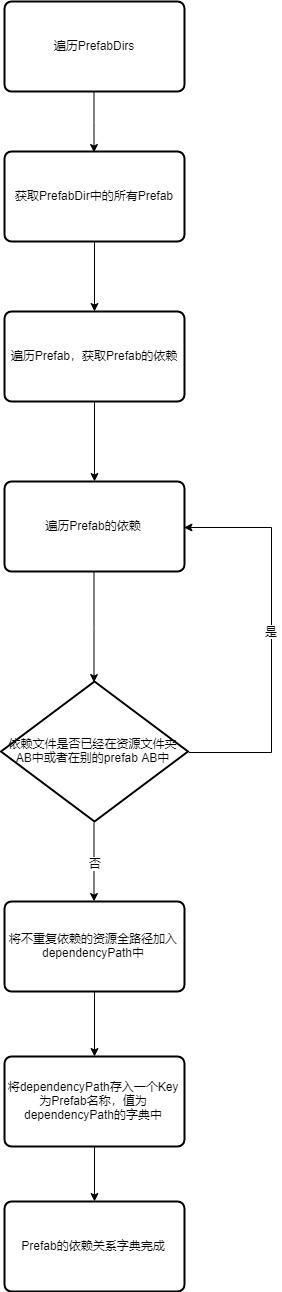 遍历PrefabDirs
获取PrefabDir中的所有Prefab
遍历Prefab，获取Prefab的依赖
遍历Prefab的依赖
是
依赖文件是否已经在资源文件夹
AB中或者在别的prefab AB中
否
将不重复依赖的资源全路径加入
dependencyPath中
将dependencyPath存入一个Key
为Prefab名称，值为
dependencyPath的字典中
Prefab的依赖关系字典完成